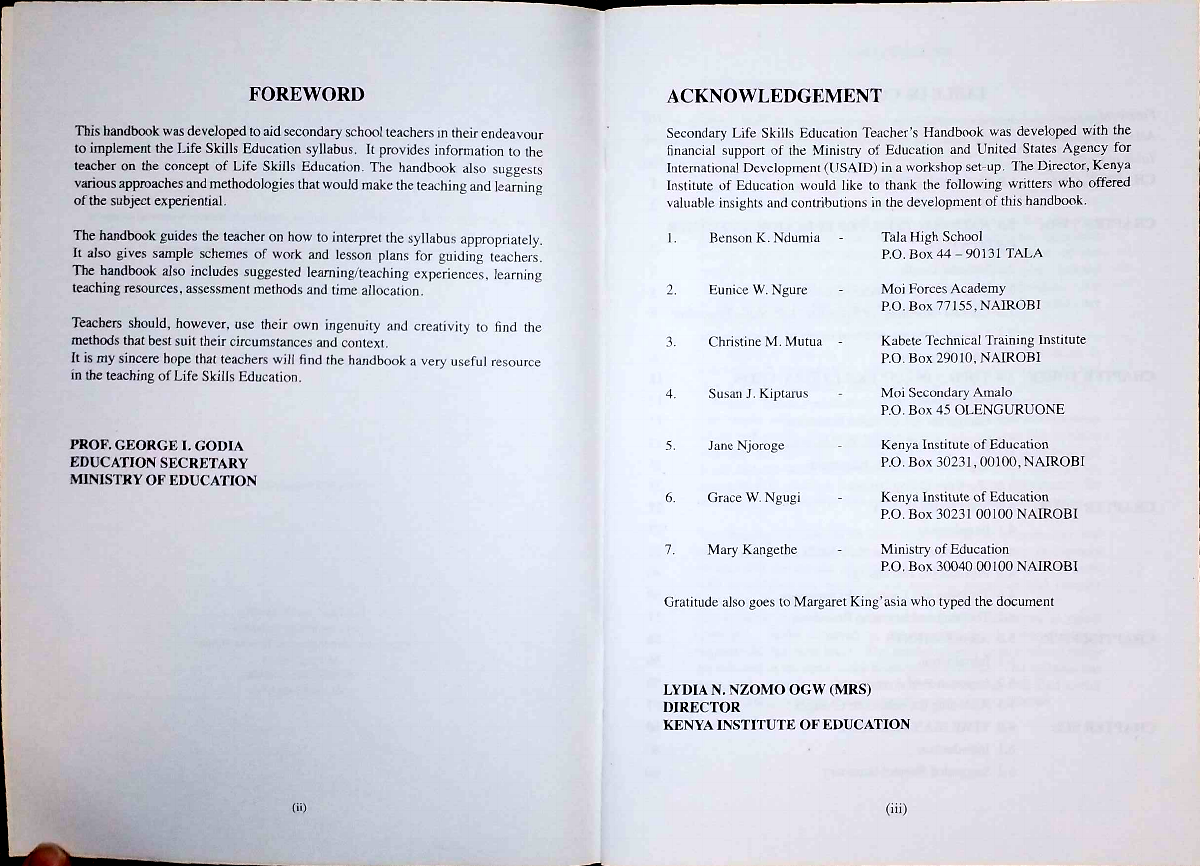 FOREWORD
This handbook was developed to aid secondary school teachers in their endeavour
to implement the Life Skills Education syllabus. It provides information to the
teacher on the concept of Life Skills Education. The handbook also suggests
various approaches and methodologies that would make the teaching and learning
of the subject experiential.
The handbook guides the teacher on how to interpret the syllabus appropriately.
It also gives sample schemes of work and lesson plans for guiding teachers.
The handbook also includes suggested learning/teaching experiences, learning
teaching resources, assessment methods and time allocation.
Teachers should, however, use their own ingenuity and creativity to find the
methods that best suit their circumstances and context.
It is my sincere hope that teachers will find the handbook a very useful resource
in the teaching of Life Skills Education.
PROF. GEORGE I. GODIA
EDUCATION SECRETARY
MINISTRY OF EDUCATION
(ii)
ACKNOWLEDGEMENT
Secondary Life Skills Education Teacher's Handbook was developed with the
financial support of the Ministry of Education and United States Agency for
International Development (USAID) in a workshop set-up. The Director, Kenya
Institute of Education would like to thank the following writters who offered
valuable insights and contributions in the development of this handbook.
1. Benson K. Ndumia - Tala High School
P.O. Box 44 – 90131 TALA
2. Eunice W. Ngure - Moi Forces Academy
P.O. Box 77155, NAIROBI
3. Christine M. Mutua - Kabete Technical Training Institute
P.O. Box 29010, NAIROBI
4. Susan J. Kiptarus - Moi Secondary Amalo
P.O. Box 45 OLENGURUONE
5. Jane Njoroge - Kenya Institute of Education
P.O. Box 30231, 00100, NAIROBI
6. Grace W. Ngugi - Kenya Institute of Education
P.O. Box 30231 00100 NAIROBI
7. Mary Kangethe - Ministry of Education
P.O. Box 30040 00100 NAIROBI
Gratitude also goes to Margaret King'asia who typed the document
LYDIA N. NZOMO OGW (MRS)
DIRECTOR
KENYA INSTITUTE OF EDUCATION
(iii)